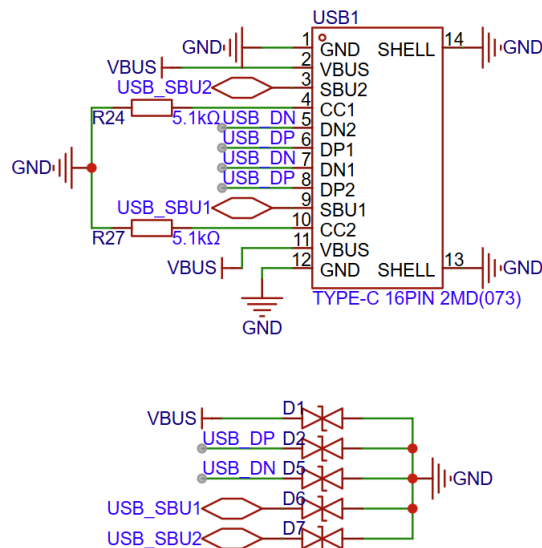 USB1
GND 1 GND SHELL 14 GND
VBUS 2 VBUS
USB_SBU2 3 SBU2
R24 5.1kΩ 4 CC1
USB_DN 5 DN2
USB_DP 6 DP1
GND USB_DN 7 DN1
USB_DP 8 DP2
USB_SBU1 9 SBU1
R27 5.1kΩ 10 CC2
11 VBUS
VBUS 12 GND SHELL 13 GND
TYPE-C 16PIN 2MD(073)
GND
VBUS D1
USB_DP D2
USB_DN D5 GND
USB_SBU1 D6
USB_SBU2 D7